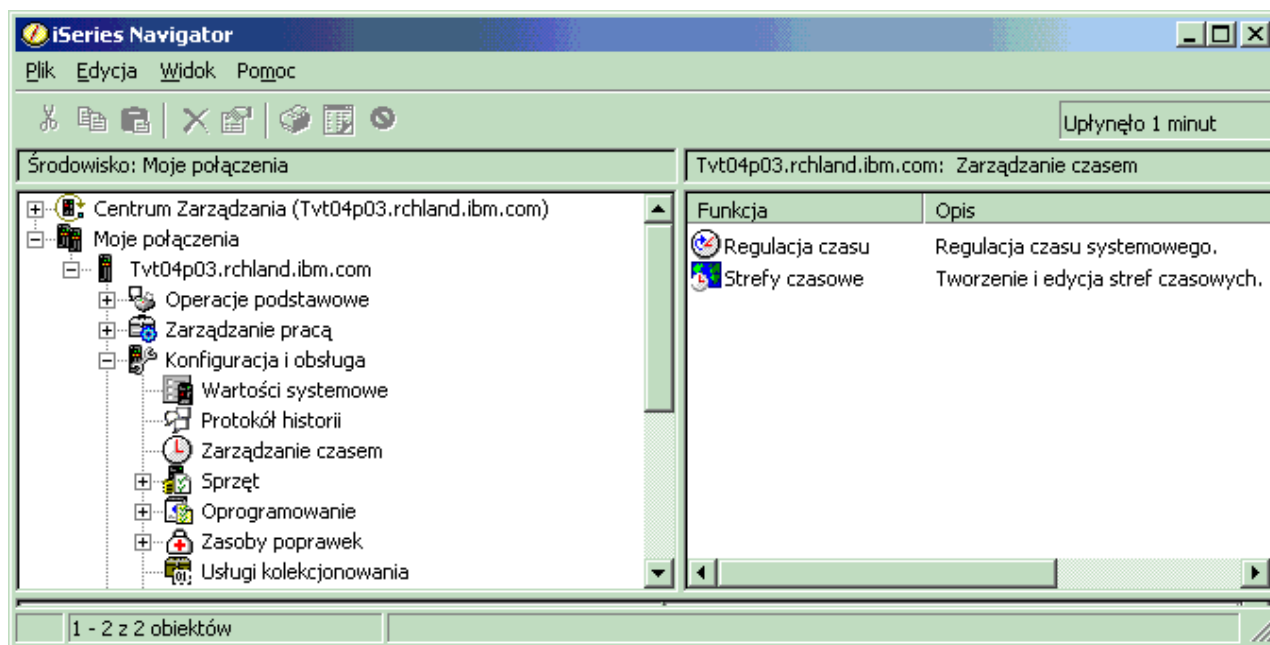 iSeries Navigator
Plik Edycja Widok Pomoc
Upłynęło 1 minut
Środowisko: Moje połączenia
Tvt04p03.rchland.ibm.com: Zarządzanie czasem
Centrum Zarządzania (Tvt04p03.rchland.ibm.com)
Moje połączenia
Tvt04p03.rchland.ibm.com
Operacje podstawowe
Zarządzanie pracą
Konfiguracja i obsługa
Wartości systemowe
Protokół historii
Zarządzanie czasem
Sprzęt
Oprogramowanie
Zasoby poprawek
Usługi kolekcjonowania
Funkcja Opis
Regulacja czasu Regulacja czasu systemowego.
Strefy czasowe Tworzenie i edycja stref czasowych.
1 - 2 z 2 obiektów